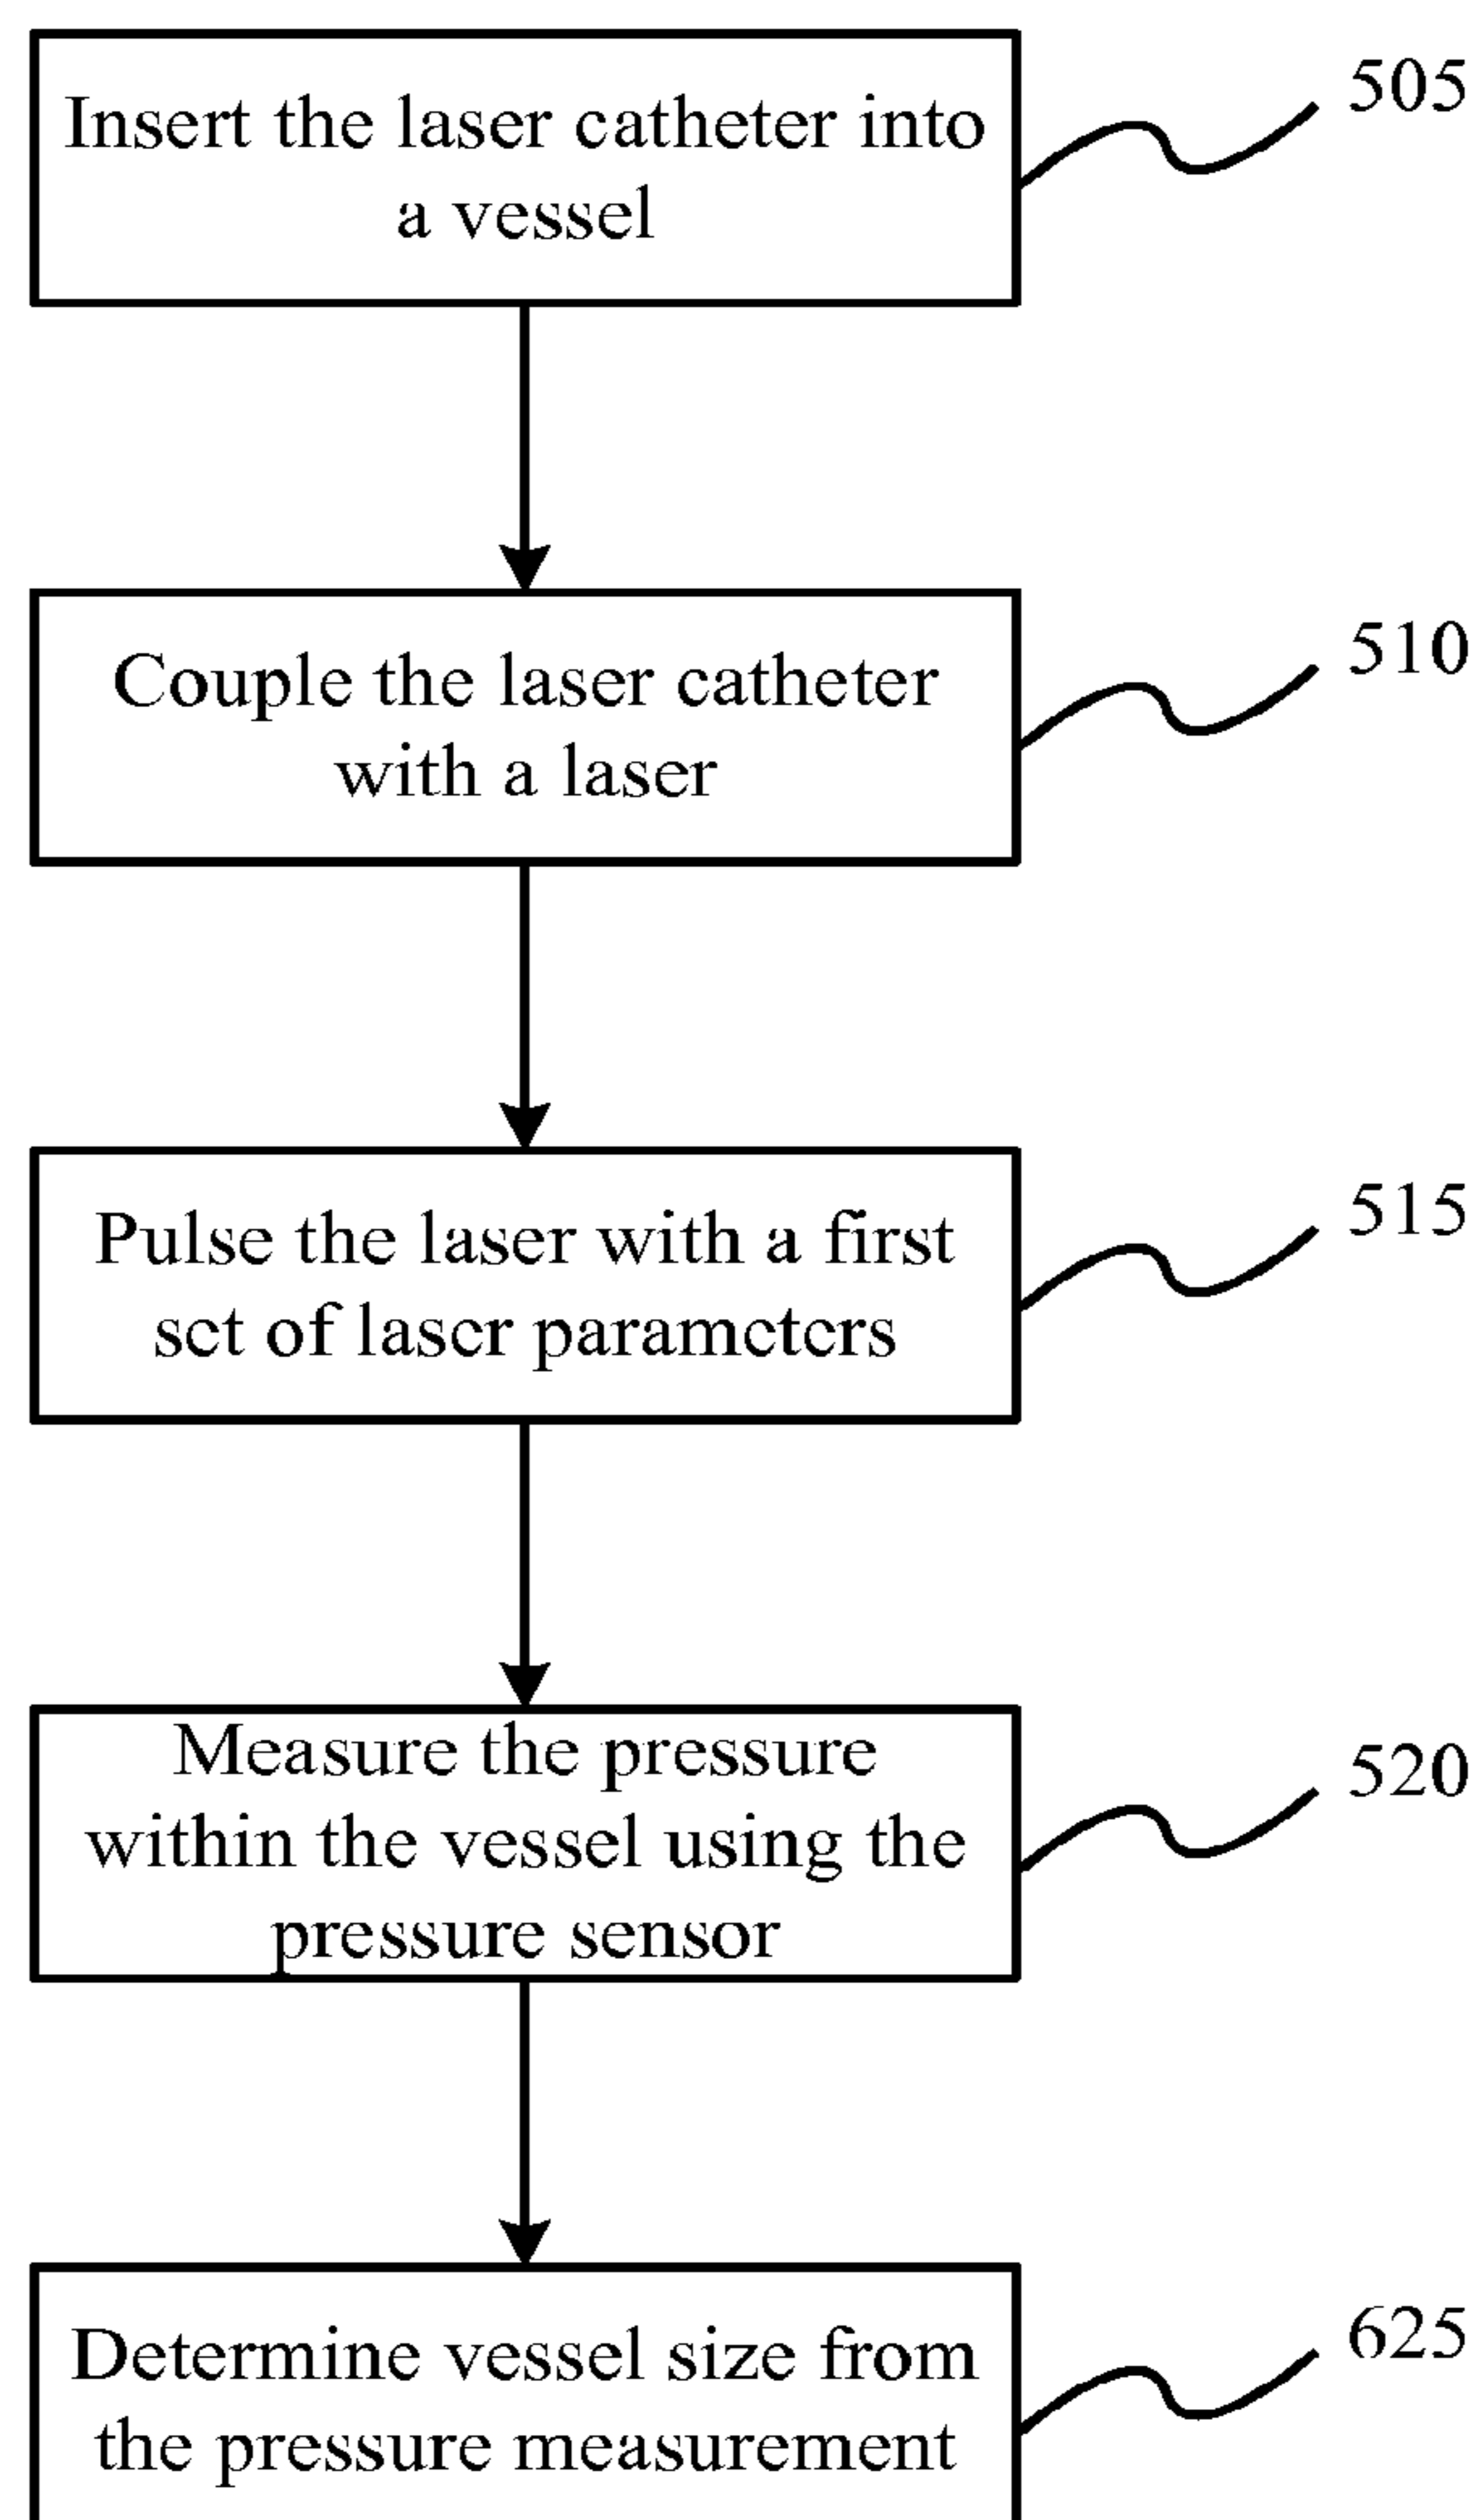 Insert the laser catheter into
a vessel
505
Couple the laser catheter
with a laser
510
Pulse the laser with a first
set of laser parameters
515
Measure the pressure
within the vessel using the
pressure sensor
520
Determine vessel size from
the pressure measurement
625